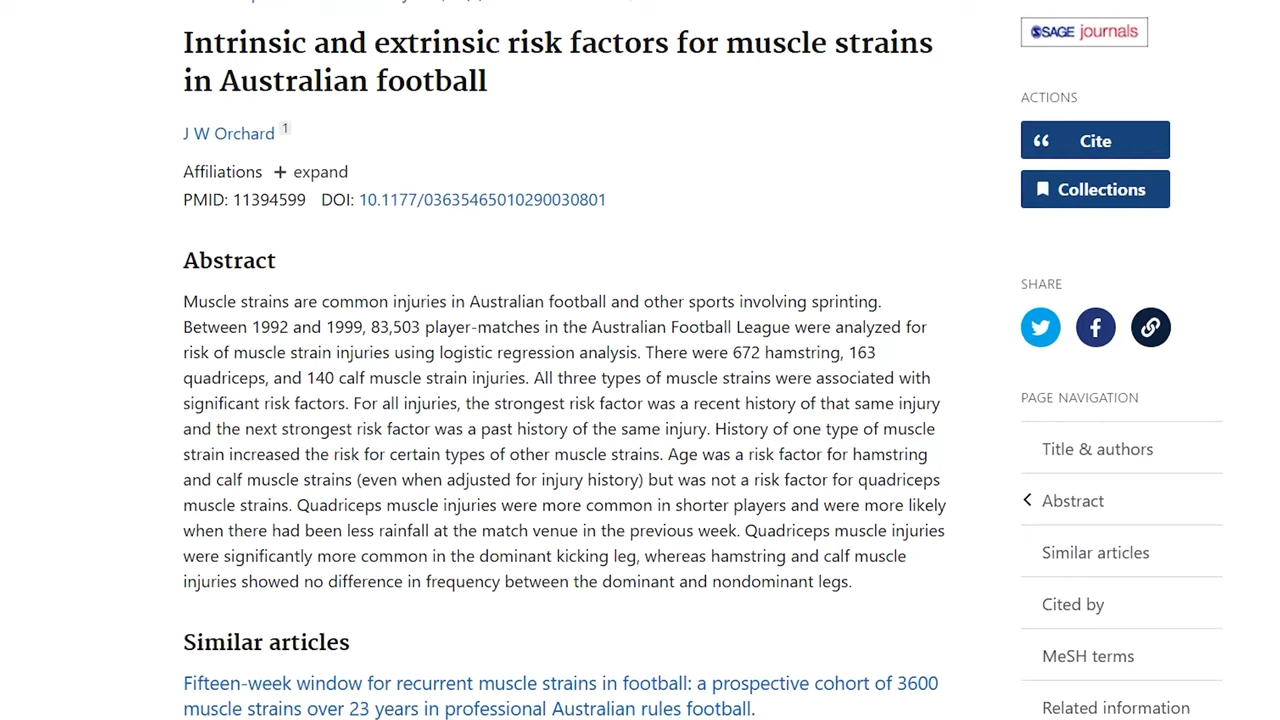 Intrinsic and extrinsic risk factors for muscle strains
in Australian football
J W Orchard 1
Affiliations + expand
PMID: 11394599 DOI: 10.1177/03635465010290030801
Abstract
Muscle strains are common injuries in Australian football and other sports involving sprinting.
Between 1992 and 1999, 83,503 player-matches in the Australian Football League were analyzed for
risk of muscle strain injuries using logistic regression analysis. There were 672 hamstring, 163
quadriceps, and 140 calf muscle strain injuries. All three types of muscle strains were associated with
significant risk factors. For all injuries, the strongest risk factor was a recent history of that same injury
and the next strongest risk factor was a past history of the same injury. History of one type of muscle
strain increased the risk for certain types of other muscle strains. Age was a risk factor for hamstring
and calf muscle strains (even when adjusted for injury history) but was not a risk factor for quadriceps
muscle strains. Quadriceps muscle injuries were more common in shorter players and were more likely
when there had been less rainfall at the match venue in the previous week. Quadriceps muscle injuries
were significantly more common in the dominant kicking leg, whereas hamstring and calf muscle
injuries showed no difference in frequency between the dominant and nondominant legs.
Similar articles
Fifteen-week window for recurrent muscle strains in football: a prospective cohort of 3600
muscle strains over 23 years in professional Australian rules football.
SAGE journals
ACTIONS
Cite
Collections
SHARE
PAGE NAVIGATION
Title & authors
Abstract
Similar articles
Cited by
MeSH terms
Related information